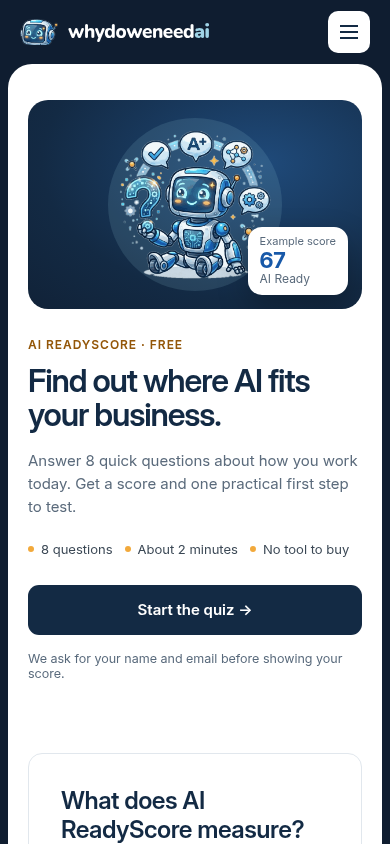 whydoweneedai
A+
?
Example score
67
AI Ready
AI READYSCORE · FREE
Find out where AI fits
your business.
Answer 8 quick questions about how you work
today. Get a score and one practical first step
to test.
8 questions
About 2 minutes
No tool to buy
Start the quiz →
We ask for your name and email before showing your
score.
What does AI
ReadyScore measure?